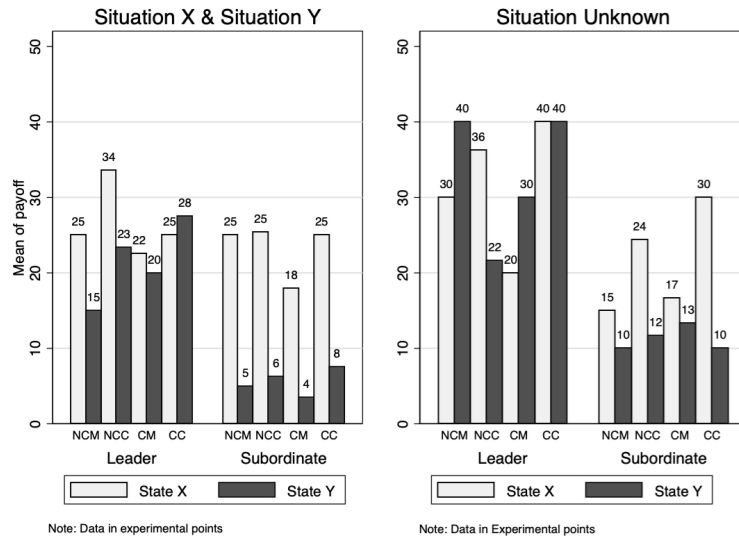 Situation X & Situation Y
Mean of payoff
0 10 20 30 40 50
25 15 34 23 22 20 25 28 25 5 25 6 18 4 25 8
NCM NCC CM CC NCM NCC CM CC
Leader Subordinate
State X State Y
Note: Data in experimental points
Situation Unknown
0 10 20 30 40 50
30 40 36 22 20 30 40 40 15 10 24 12 17 13 30 10
NCM NCC CM CC NCM NCC CM CC
Leader Subordinate
State X State Y
Note: Data in Experimental points